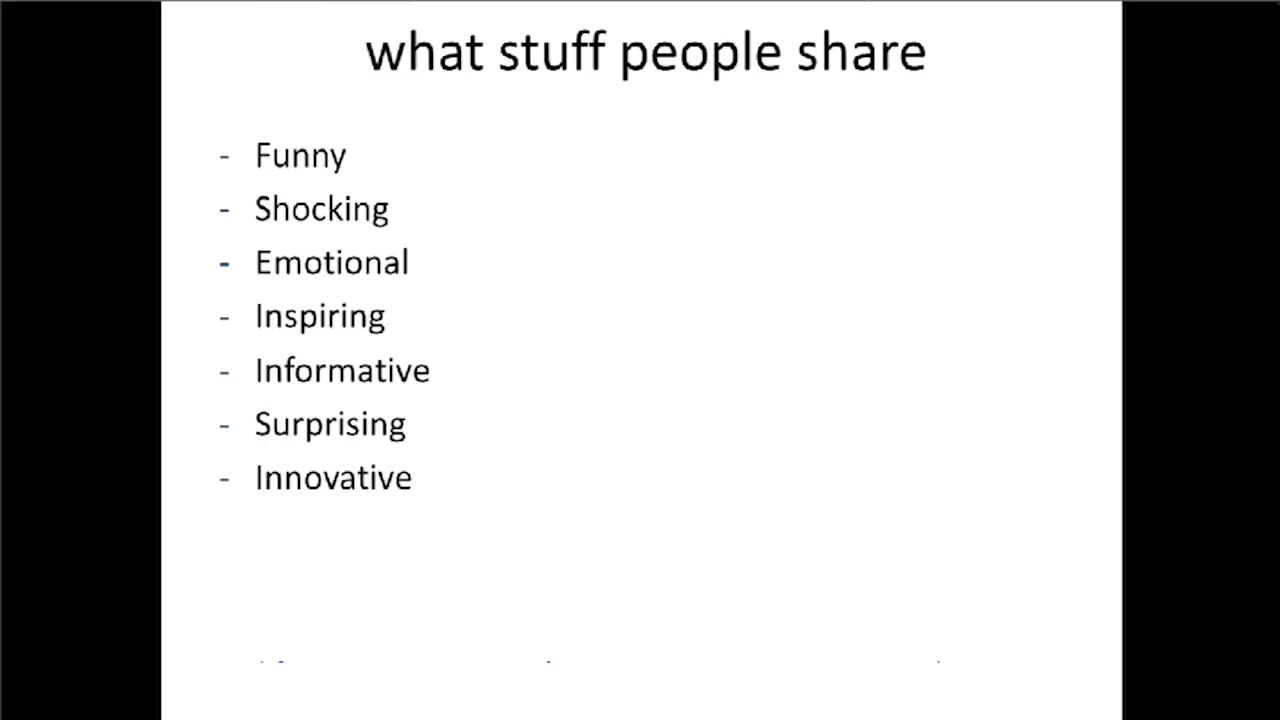 what stuff people share
- Funny
- Shocking
- Emotional
- Inspiring
- Informative
- Surprising
- Innovative